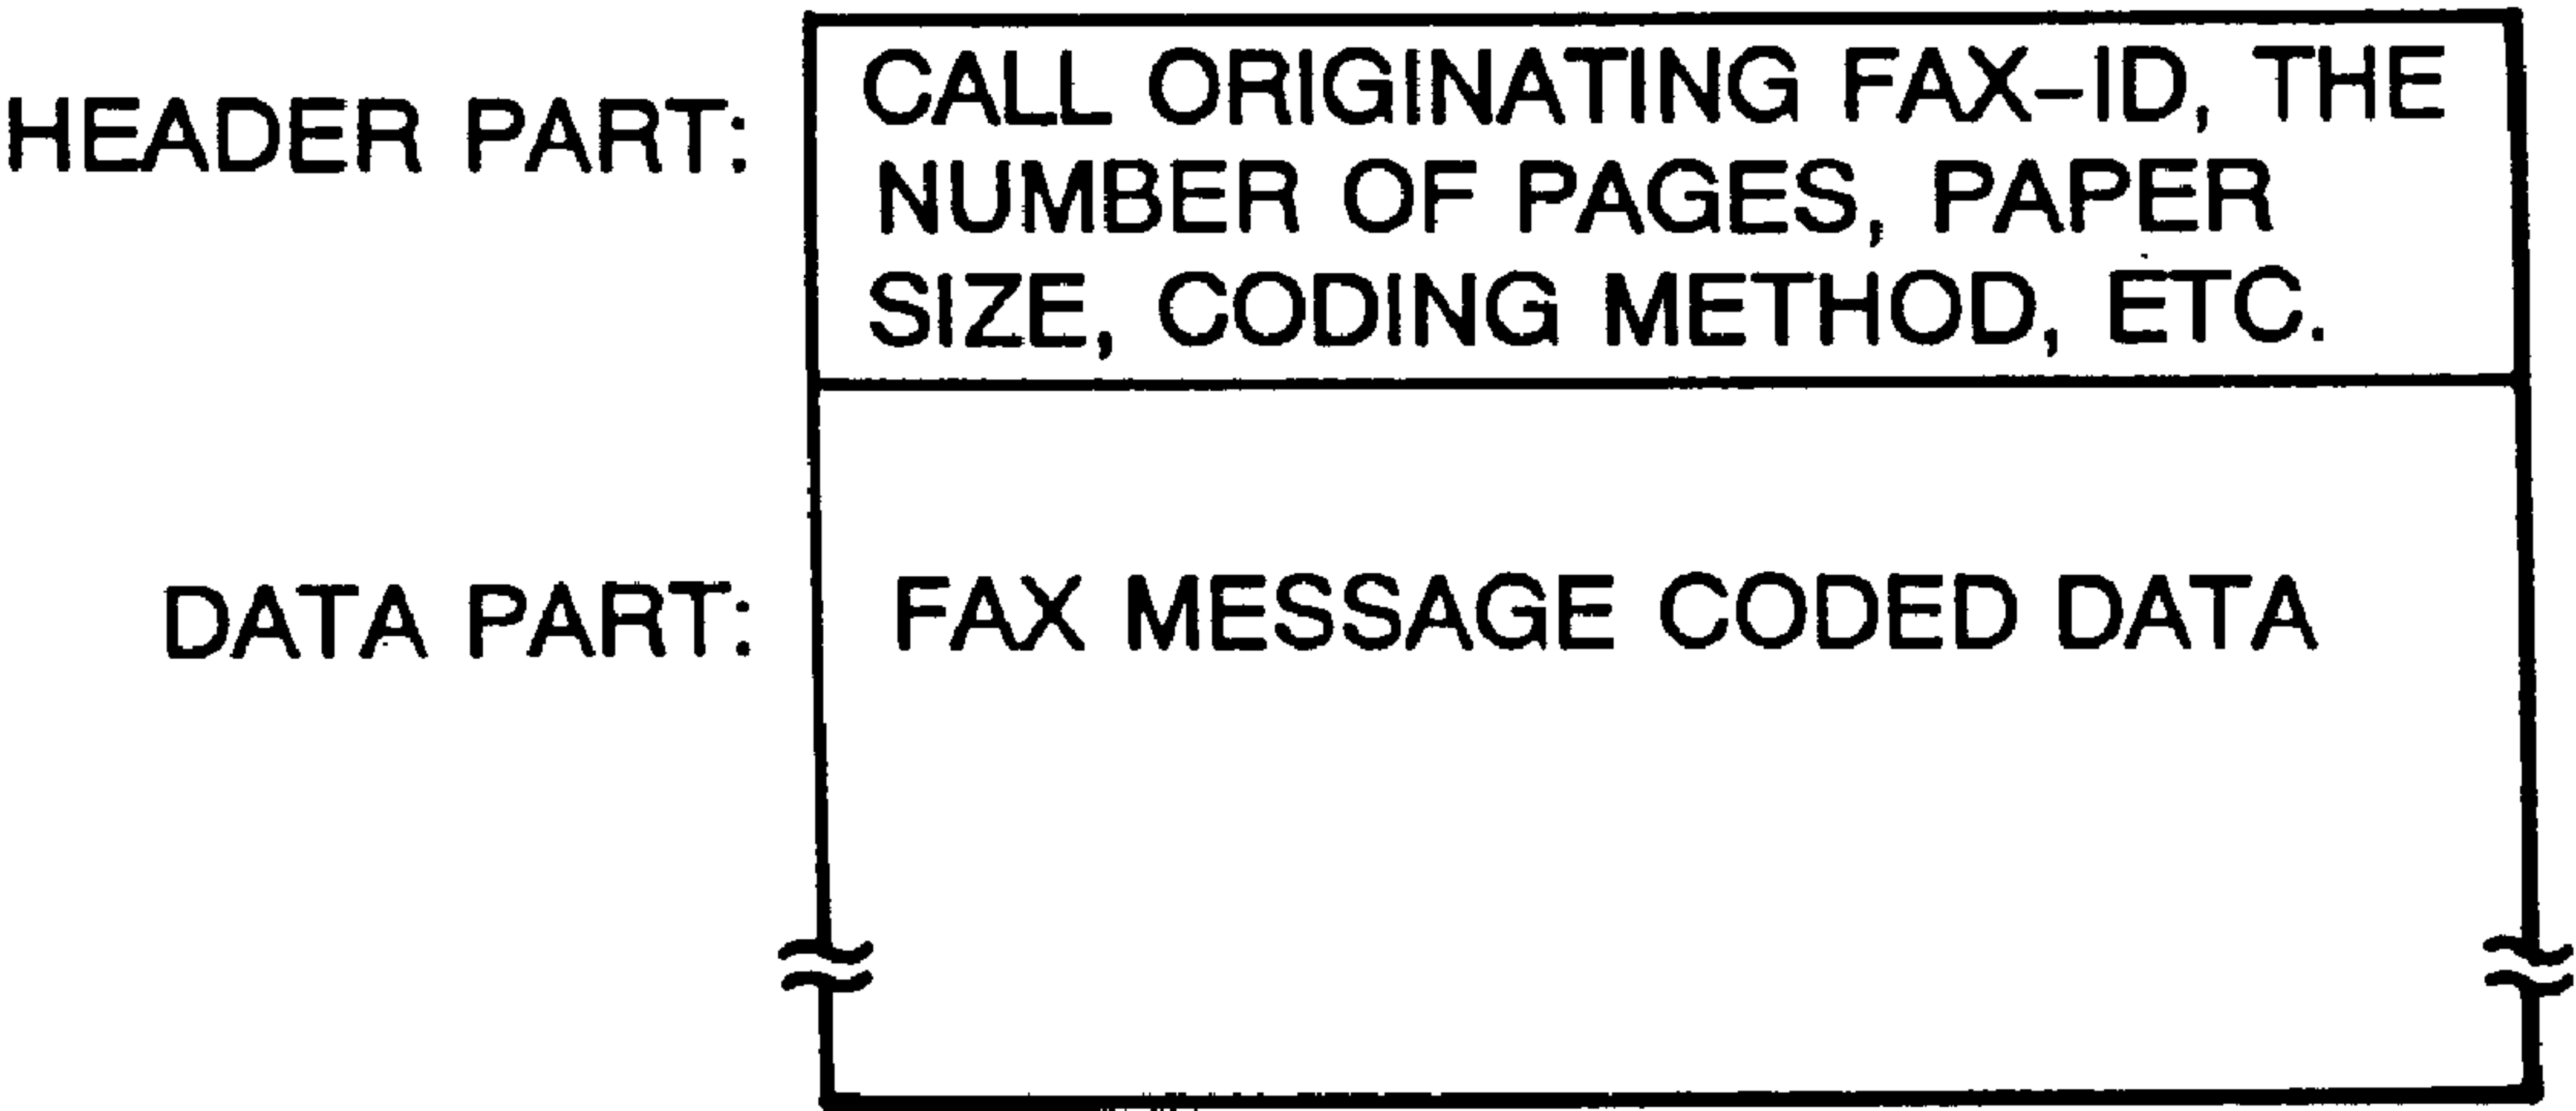 HEADER PART:
CALL ORIGINATING FAX-ID, THE
NUMBER OF PAGES, PAPER
SIZE, CODING METHOD, ETC.
DATA PART:
FAX MESSAGE CODED DATA